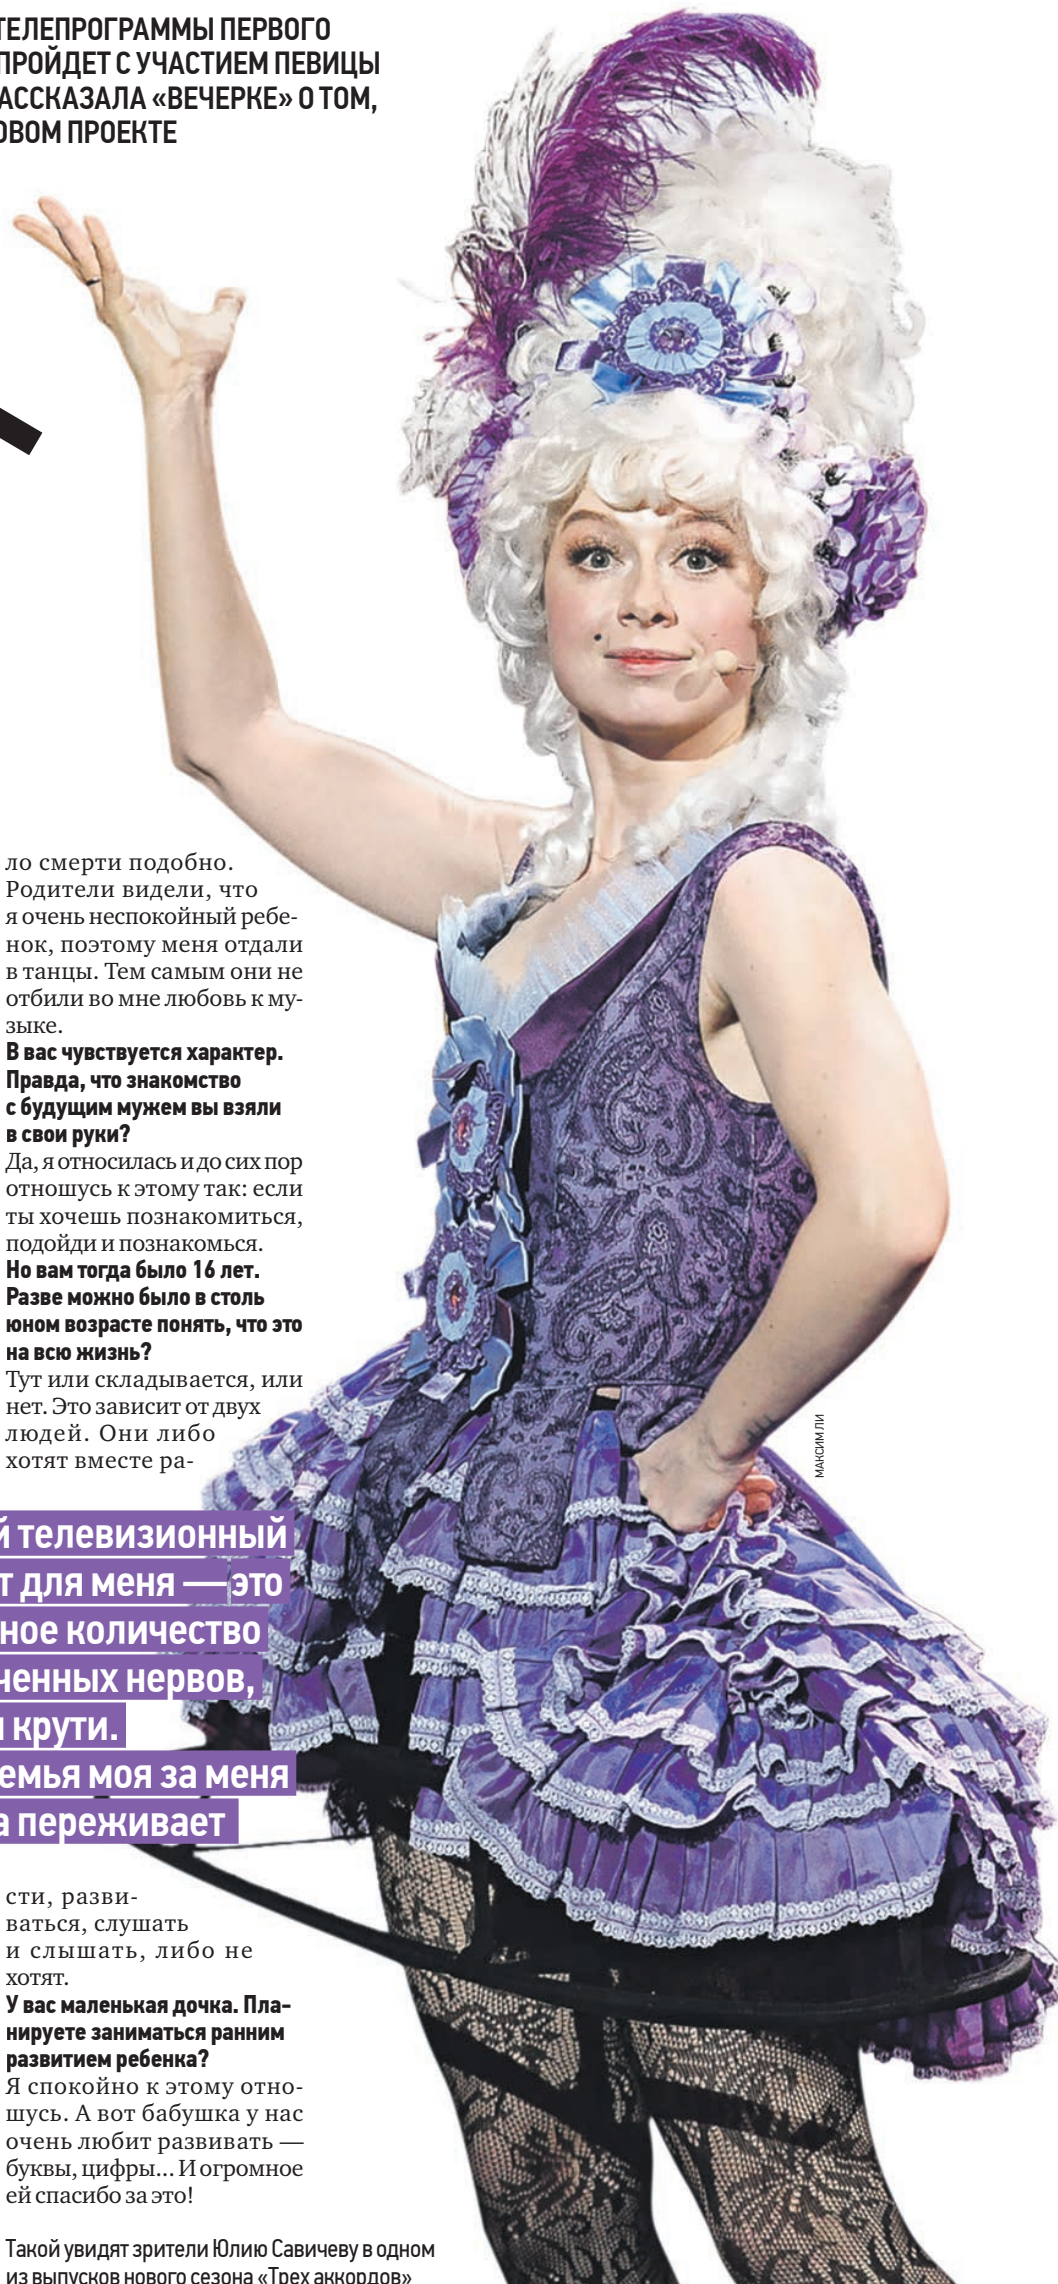 ТЕЛЕПРОГРАММЫ ПЕРВОГО
ПРОЙДЕТ С УЧАСТИЕМ ПЕВИЦЫ
АССКАЗАЛА «ВЕЧЕРКЕ» О ТОМ,
ОВОМ ПРОЕКТЕ
ло смерти подобно.
Родители видели, что
я очень неспокойный ребе-
нок, поэтому меня отдали
в танцы. Тем самым они не
отбили во мне любовь к му-
зыке.
В вас чувствуется характер.
Правда, что знакомство
с будущим мужем вы взяли
в свои руки?
Да, я относилась и до сих пор
отношусь к этому так: если
ты хочешь познакомиться,
подойди и познакомься.
Но вам тогда было 16 лет.
Разве можно было в столь
юном возрасте понять, что это
на всю жизнь?
Тут или складывается, или
нет. Это зависит от двух
людей. Они либо
хотят вместе ра-
й телевизионный
т для меня — это
ное количество
ченных нервов,
и крути.
емья моя за меня
а переживает
сти, разви-
ваться, слушать
и слышать, либо не
хотят.
У вас маленькая дочка. Пла-
нируете заниматься ранним
развитием ребенка?
Я спокойно к этому отно-
шусь. А вот бабушка у нас
очень любит развивать —
буквы, цифры... И огромное
ей спасибо за это!
Такой увидят зрители Юлию Савичеву в одном
из выпусков нового сезона «Трех аккордов»
МАКСИМ ЛИ